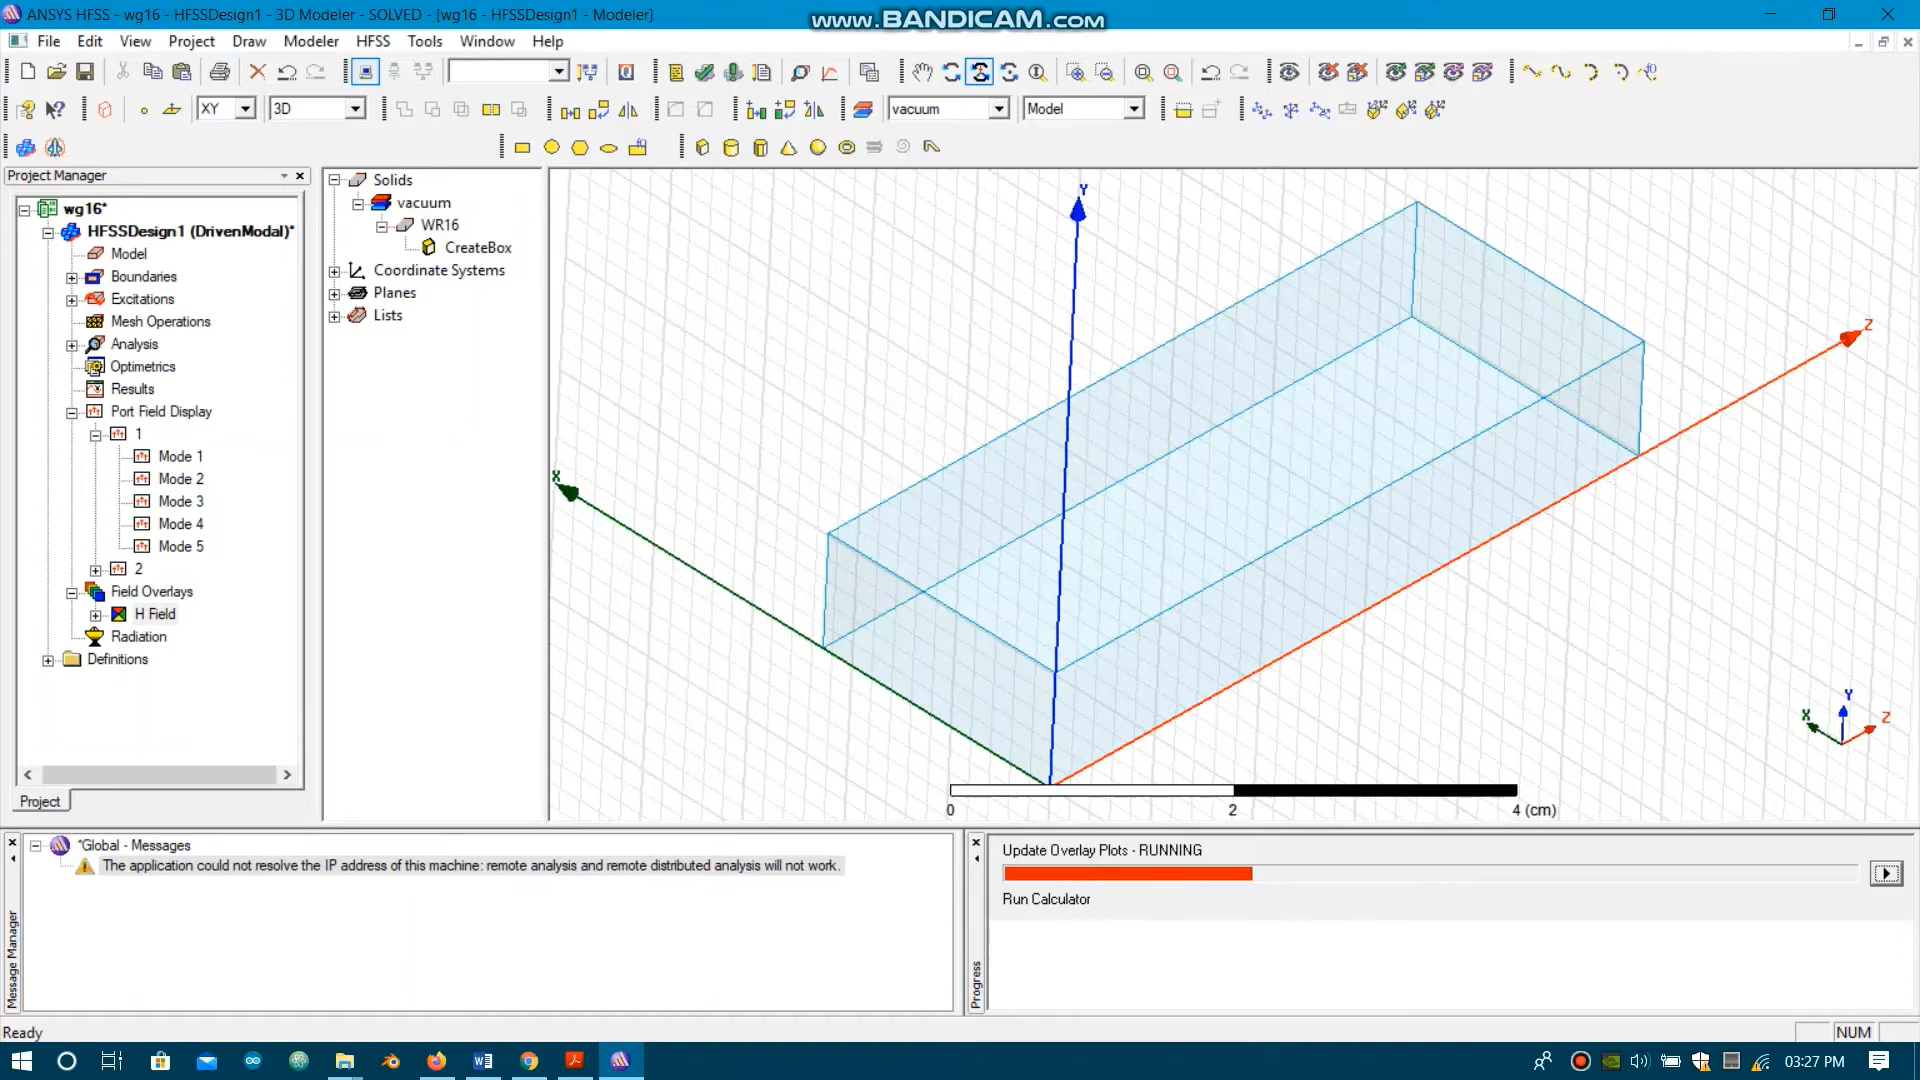 ANSYS HFSS - wg16 - HFSSDesign1 - 3D Modeler - SOLVED - [wg16 - HFSSDesign1 - Modeler]
www.BANDICAM.com
File Edit View Project Draw Modeler HFSS Tools Window Help
XY 3D vacuum Model
Project Manager
wg16*
HFSSDesign1 (DrivenModal)*
Model
Boundaries
Excitations
Mesh Operations
Analysis
Optimetrics
Results
Port Field Display
1
Mode 1
Mode 2
Mode 3
Mode 4
Mode 5
2
Field Overlays
H Field
Radiation
Definitions
Project
Solids
vacuum
WR16
CreateBox
Coordinate Systems
Planes
Lists
Y
Z
X
Y
X
Z
0 2 4 (cm)
*Global - Messages
The application could not resolve the IP address of this machine: remote analysis and remote distributed analysis will not work.
Message Manager
Update Overlay Plots - RUNNING
Run Calculator
Progress
Ready
NUM
03:27 PM